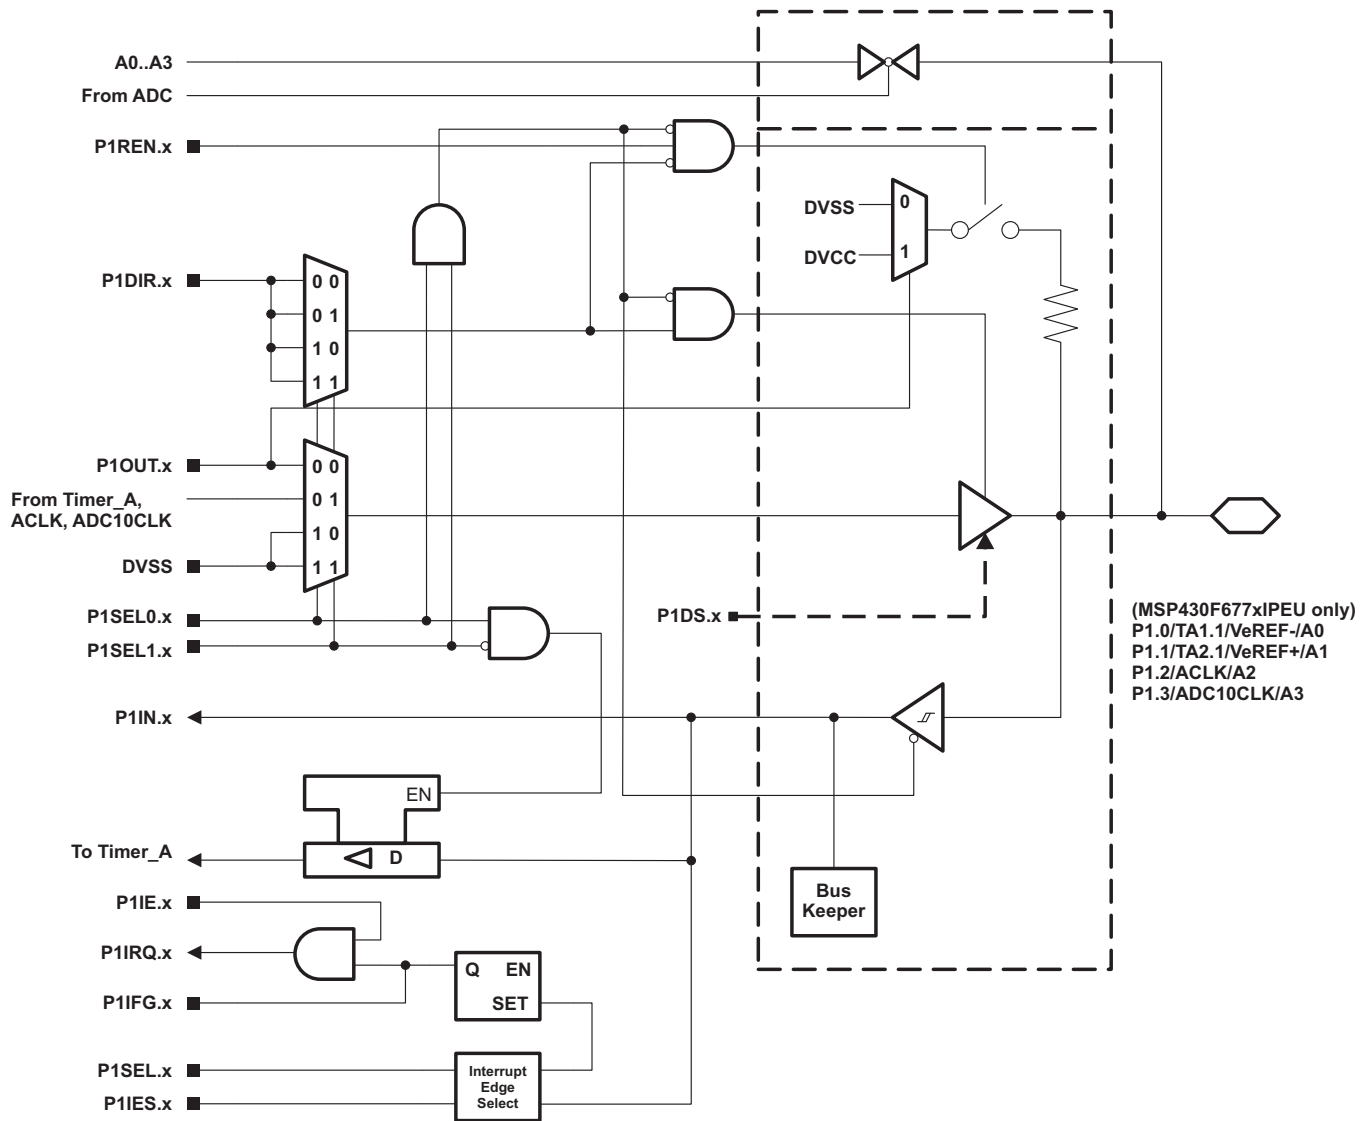 A0..A3
From ADC
P1REN.x
DVSS
0
DVCC
1
P1DIR.x
0 0
0 1
1 0
1 1
P1OUT.x
0 0
From Timer_A,
ACLK, ADC10CLK
0 1
1 0
DVSS
1 1
P1SEL0.x
P1SEL1.x
P1DS.x
(MSP430F677xIPEU only)
P1.0/TA1.1/VeREF-/A0
P1.1/TA2.1/VeREF+/A1
P1.2/ACLK/A2
P1.3/ADC10CLK/A3
P1IN.x
EN
To Timer_A
D
Bus
Keeper
P1IE.x
P1IRQ.x
Q EN
SET
P1IFG.x
P1SEL.x
P1IES.x
Interrupt
Edge
Select